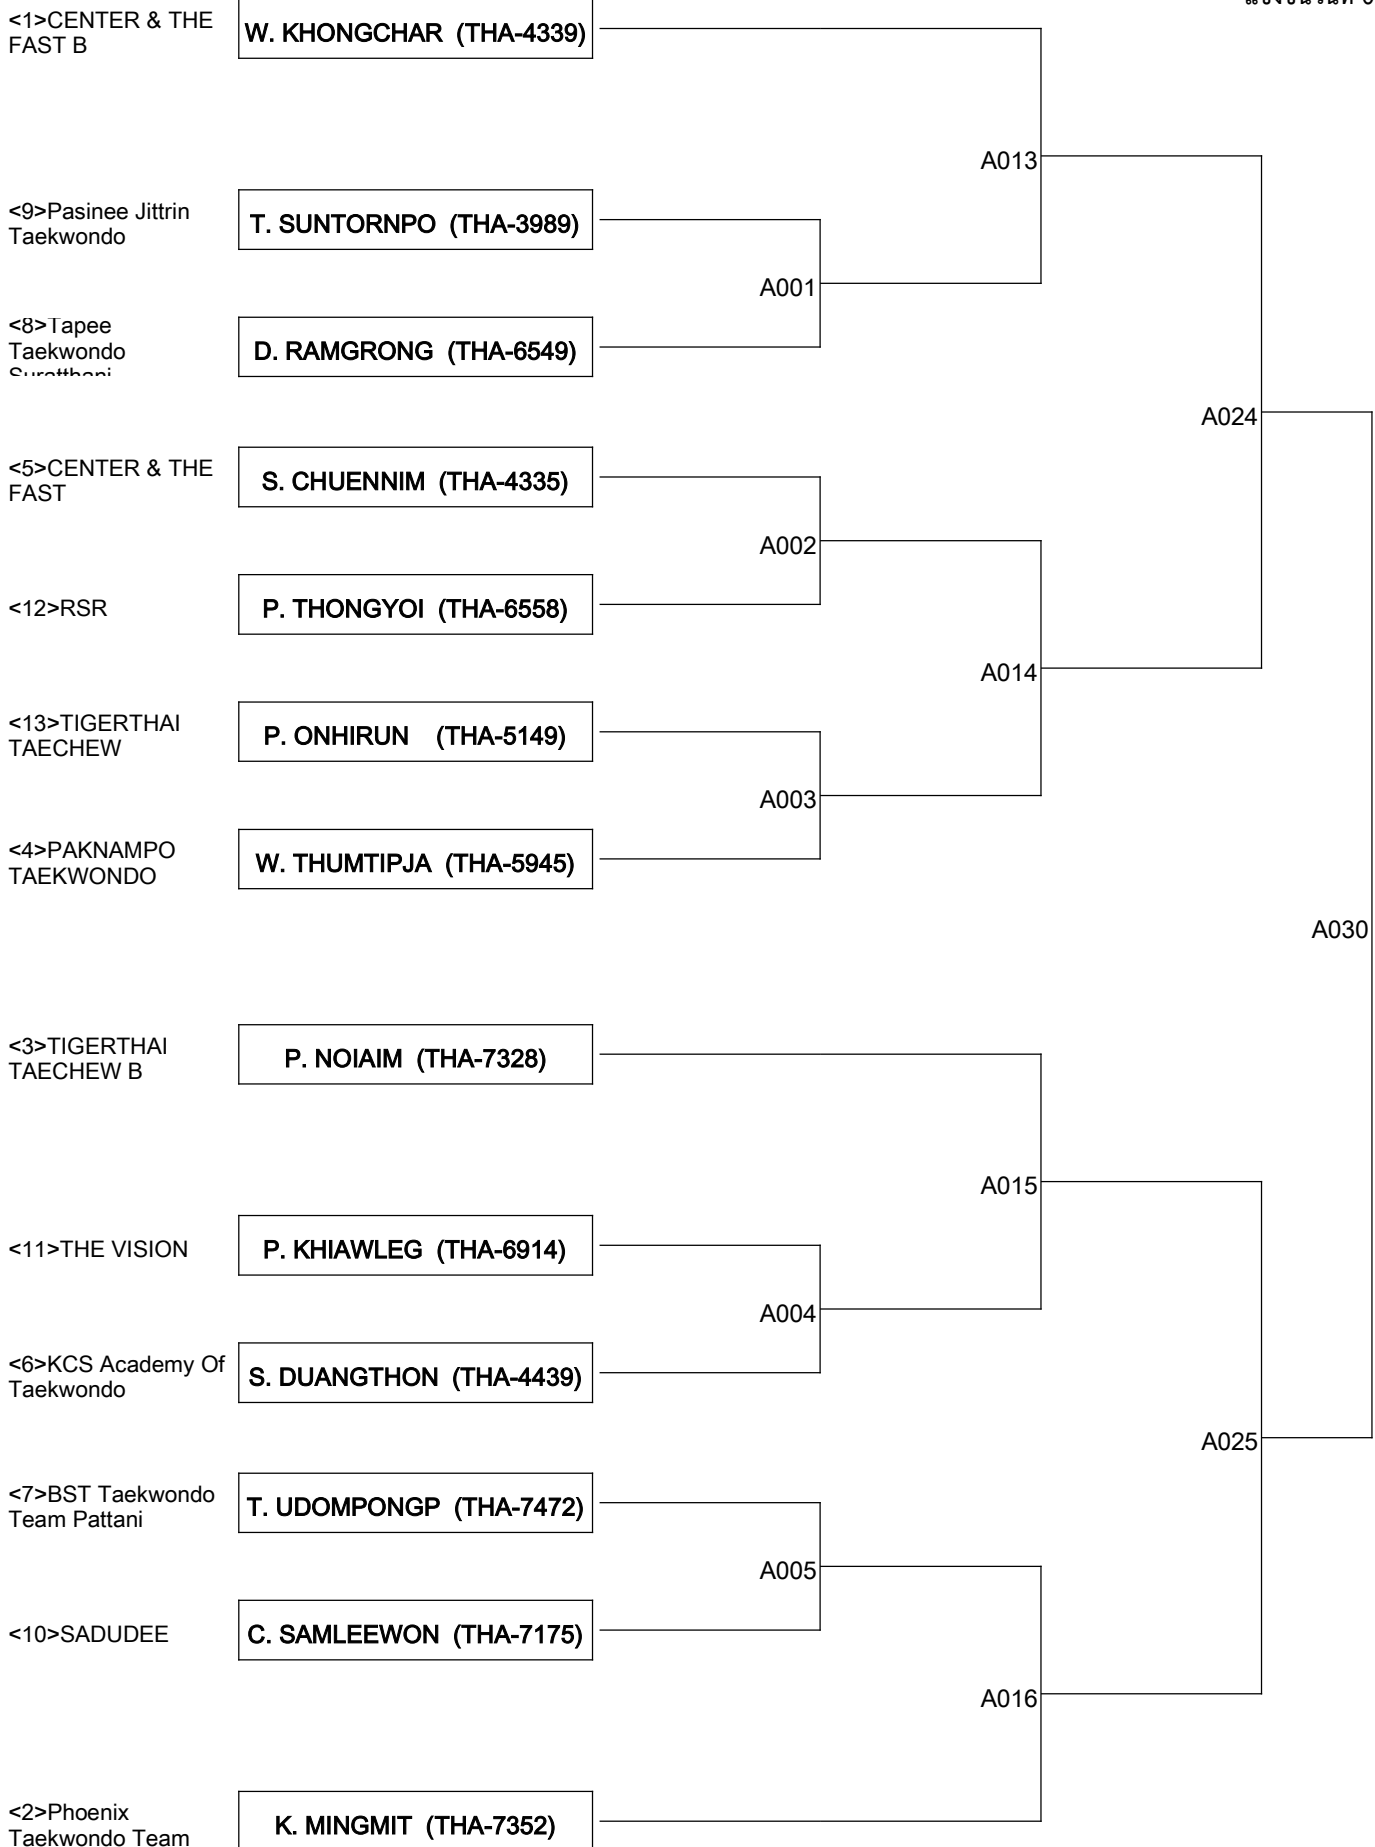 <1>CENTER & THE
FAST B
W. KHONGCHAR (THA-4339)
A013
<9>Pasinee Jittrin
Taekwondo
T. SUNTORNPO (THA-3989)
A001
<8>Tapee
Taekwondo
Suratthani
D. RAMGRONG (THA-6549)
A024
<5>CENTER & THE
FAST
S. CHUENNIM (THA-4335)
A002
<12>RSR
P. THONGYOI (THA-6558)
A014
<13>TIGERTHAI
TAECHEW
P. ONHIRUN (THA-5149)
A003
<4>PAKNAMPO
TAEKWONDO
W. THUMTIPJA (THA-5945)
A030
<3>TIGERTHAI
TAECHEW B
P. NOIAIM (THA-7328)
A015
<11>THE VISION
P. KHIAWLEG (THA-6914)
A004
<6>KCS Academy Of
Taekwondo
S. DUANGTHON (THA-4439)
A025
<7>BST Taekwondo
Team Pattani
T. UDOMPONGP (THA-7472)
A005
<10>SADUDEE
C. SAMLEEWON (THA-7175)
A016
<2>Phoenix
Taekwondo Team
K. MINGMIT (THA-7352)